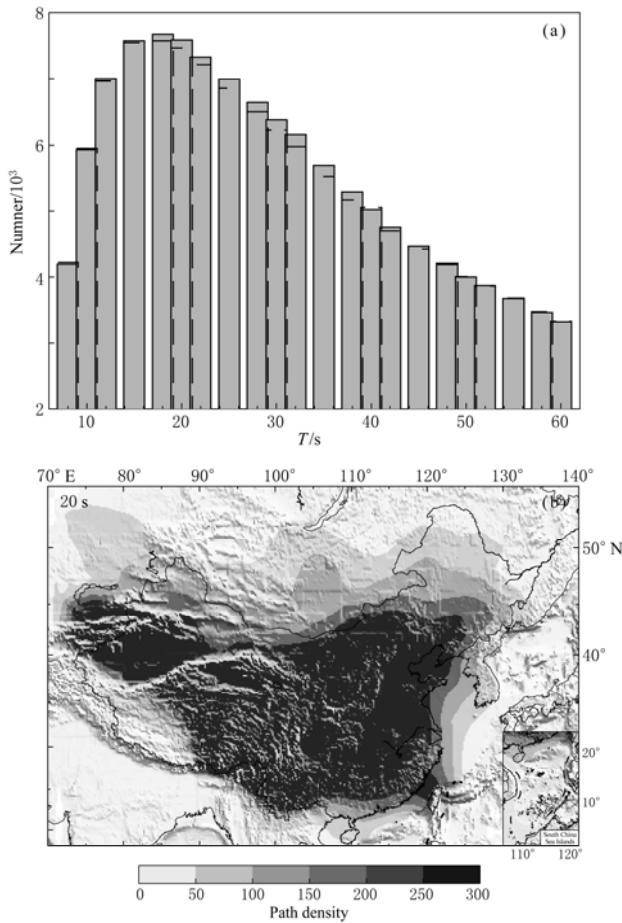 (a)
8
6
4
2
Numner/10³
10 20 30 40 50 60
T/s
70° E 80° 90° 100° 110° 120° 130° 140°
20 s
(b)
50° N
40°
20°
10°
South China
Sea Islands
110° 120°
0 50 100 150 200 250 300
Path density